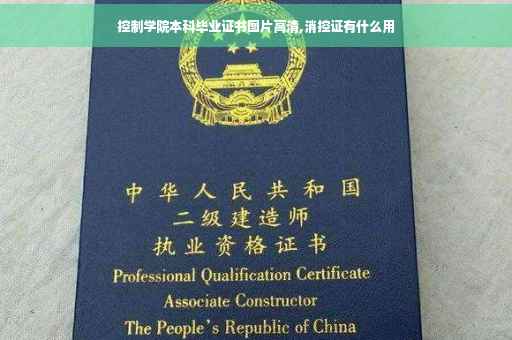 控制学院本科毕业证书图片高清,消控证有什么用
中华人民共和国
二级建造师
执业资格证书
Professional Qualification Certificate
Associate Constructor
The People's Republic of China